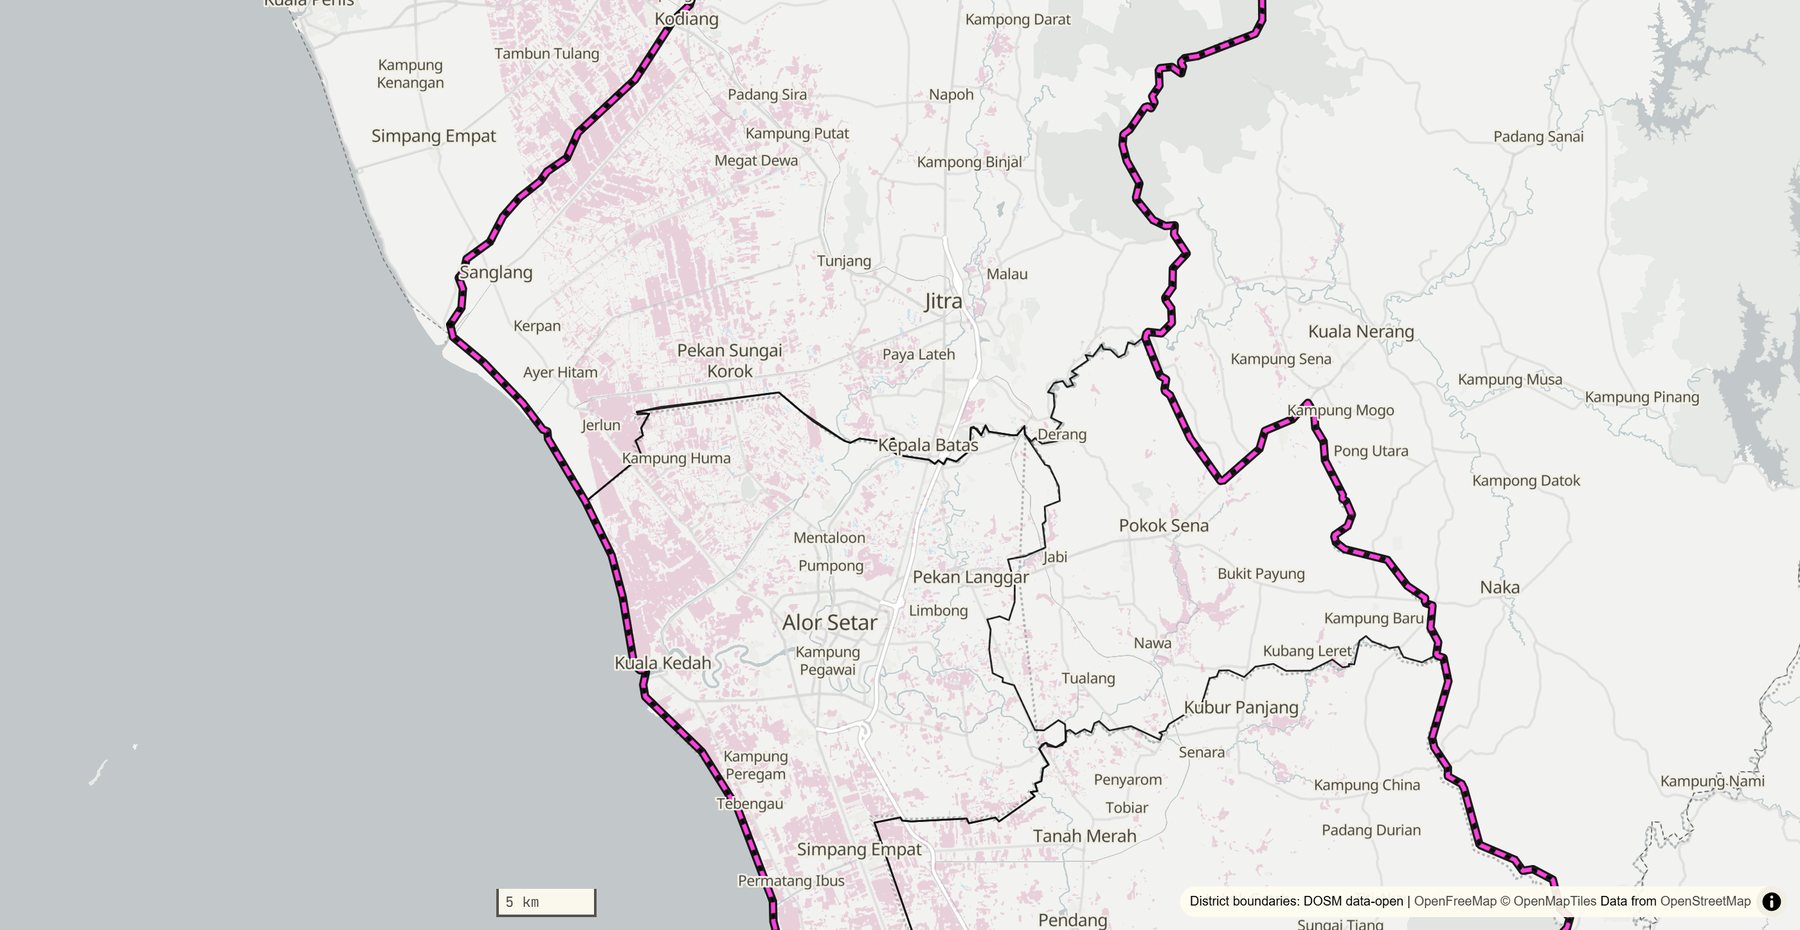 Kuala Perlis
Kodiang
Kampong Darat
Tambun Tulang
Kampung
Kenangan
Padang Sira
Napoh
Simpang Empat
Kampung Putat
Padang Sanai
Megat Dewa
Kampong Binjal
Tunjang
Sanglang
Malau
Jitra
Kerpan
Kuala Nerang
Pekan Sungai
Korok
Paya Lateh
Kampung Sena
Ayer Hitam
Kampung Musa
Kampung Pinang
Kampung Mogo
Jerlun
Derang
Kepala Batas
Pong Utara
Kampung Huma
Kampong Datok
Pokok Sena
Mentaloon
Jabi
Pumpong
Pekan Langgar
Bukit Payung
Naka
Limbong
Alor Setar
Kampung Baru
Nawa
Kubang Leret
Kampung
Pegawai
Kuala Kedah
Tualang
Kubur Panjang
Senara
Kampung
Peregam
Penyarom
Kampung China
Kampung Nami
Tebengau
Tobiar
Padang Durian
Tanah Merah
Simpang Empat
Permatang Ibus
5 km
District boundaries: DOSM data-open | OpenFreeMap © OpenMapTiles Data from OpenStreetMap
Pendang
Sungai Tiang